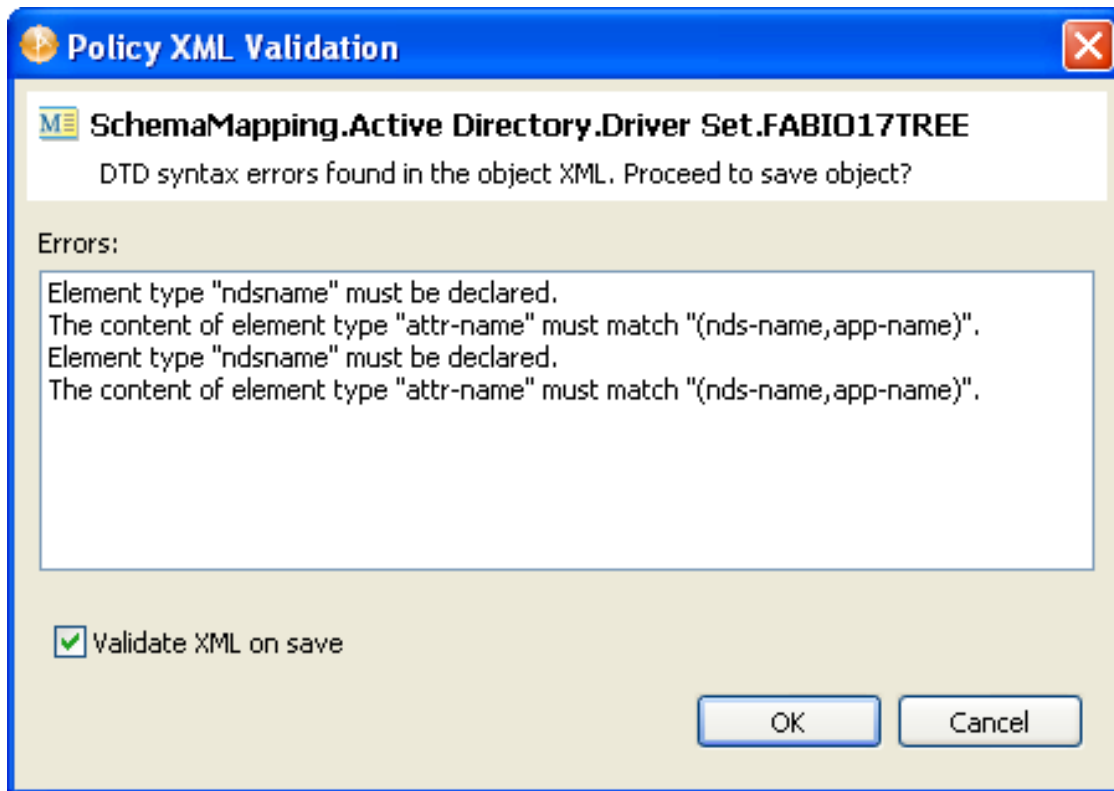 Policy XML Validation
SchemaMapping.Active Directory.Driver Set.FABIO17TREE
DTD syntax errors found in the object XML. Proceed to save object?
Errors:
Element type "ndsname" must be declared.
The content of element type "attr-name" must match "(nds-name,app-name)".
Element type "ndsname" must be declared.
The content of element type "attr-name" must match "(nds-name,app-name)".
Validate XML on save
OK Cancel